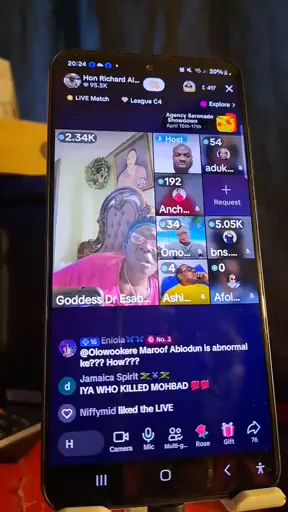 20:24
20%
Hon Richard Al...
95.5K
417
LIVE Match
League C4
Explore >
Agency Serenade
Showdown
April 15th-17th
2.34K
Host
54
aduk...
192
Anch...
+
Request
34
Omo...
5.05K
bns....
4
Ashi...
0
Afol...
Goddess Dr Esab...
15 Eniola No. 3
@Olowookere Maroof Abiodun is abnormal
ke??? How???
Jamaica Spirit
IYA WHO KILLED MOHBAD
Niffymid liked the LIVE
H
Camera
Mic
Multi-g...
Rose
Gift
76